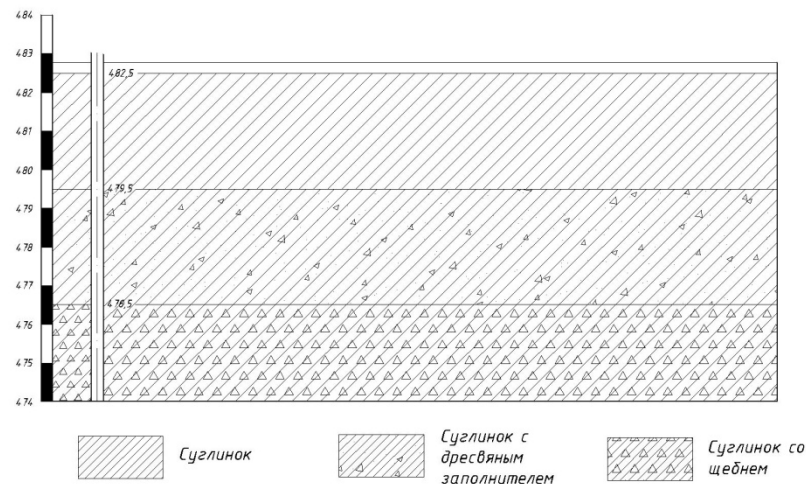 484
483
482,5
482
481
480
479,5
479
478
477
476,5
476
475
474
Суглинок
Суглинок с
дресвяным
заполнителем
Суглинок со
щебнем